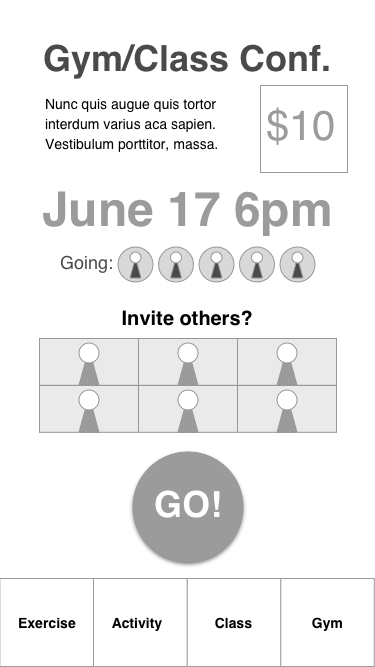 Gym/Class Conf.
Nunc quis augue quis tortor
interdum varius aca sapien.
Vestibulum porttitor, massa.
$10
June 17 6pm
Going:
Invite others?
GO!
Exercise
Activity
Class
Gym